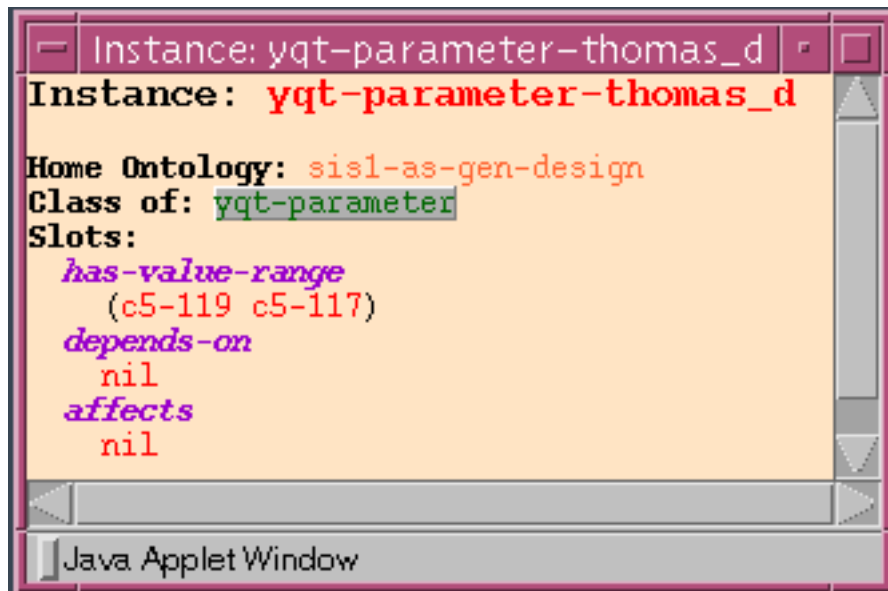 Instance: yqt-parameter-thomas_d
Instance: yqt-parameter-thomas_d
Home Ontology: sis1-as-gen-design
Class of: yqt-parameter
Slots:
has-value-range
(c5-119 c5-117)
depends-on
nil
affects
nil
Java Applet Window